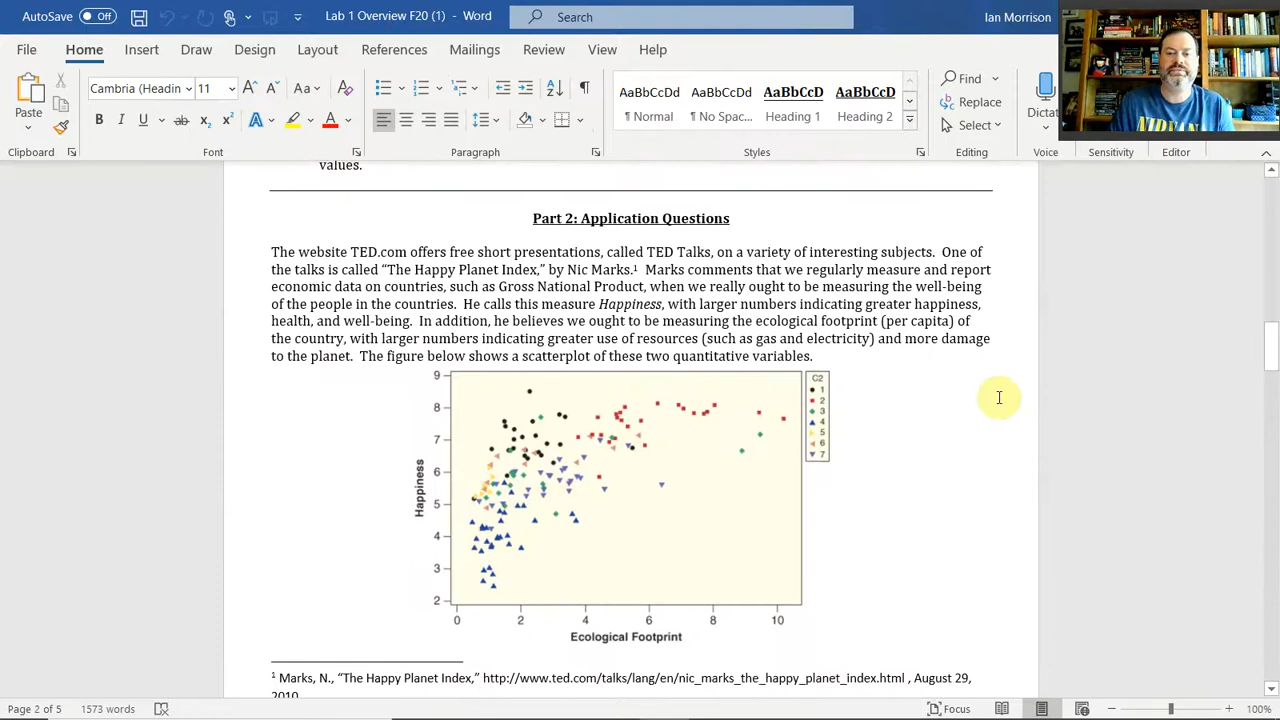 AutoSave Off Lab 1 Overview F20 (1) - Word Search Ian Morrison
File Home Insert Draw Design Layout References Mailings Review View Help
Paste
Cambria (Headin 11
AaBbCcDd AaBbCcDd AaBbCcD AaBbCcD
¶ Normal ¶ No Spac... Heading 1 Heading 2
Find
Replace
Select
Dictat
Clipboard Font Paragraph Styles Editing Voice Sensitivity Editor
values.
Part 2: Application Questions
The website TED.com offers free short presentations, called TED Talks, on a variety of interesting subjects. One of
the talks is called “The Happy Planet Index,” by Nic Marks.¹ Marks comments that we regularly measure and report
economic data on countries, such as Gross National Product, when we really ought to be measuring the well-being
of the people in the countries. He calls this measure Happiness, with larger numbers indicating greater happiness,
health, and well-being. In addition, he believes we ought to be measuring the ecological footprint (per capita) of
the country, with larger numbers indicating greater use of resources (such as gas and electricity) and more damage
to the planet. The figure below shows a scatterplot of these two quantitative variables.
9
8
7
6
5
4
3
2
Happiness
0 2 4 6 8 10
Ecological Footprint
C2
1
2
3
4
5
6
7
¹ Marks, N., “The Happy Planet Index,” http://www.ted.com/talks/lang/en/nic_marks_the_happy_planet_index.html , August 29,
2010.
Page 2 of 5 1573 words Focus 100%